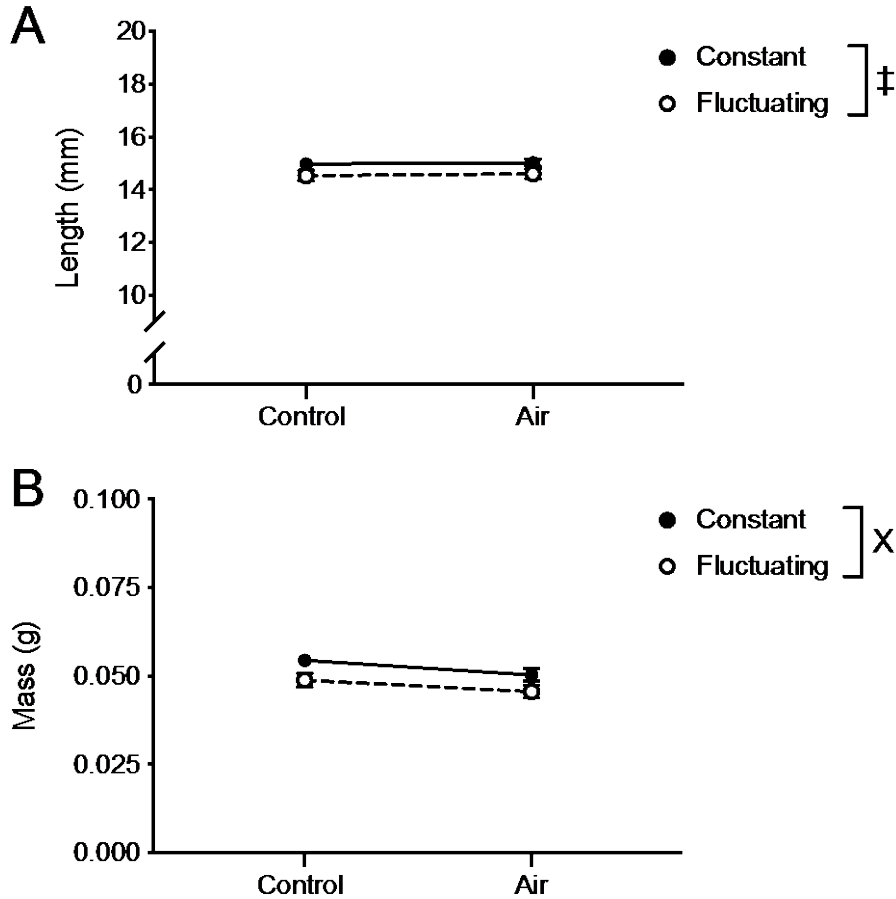 A
Length (mm)
20
18
16
14
12
10
0
Control
Air
Constant
Fluctuating
‡
B
Mass (g)
0.100
0.075
0.050
0.025
0.000
Control
Air
Constant
Fluctuating
X